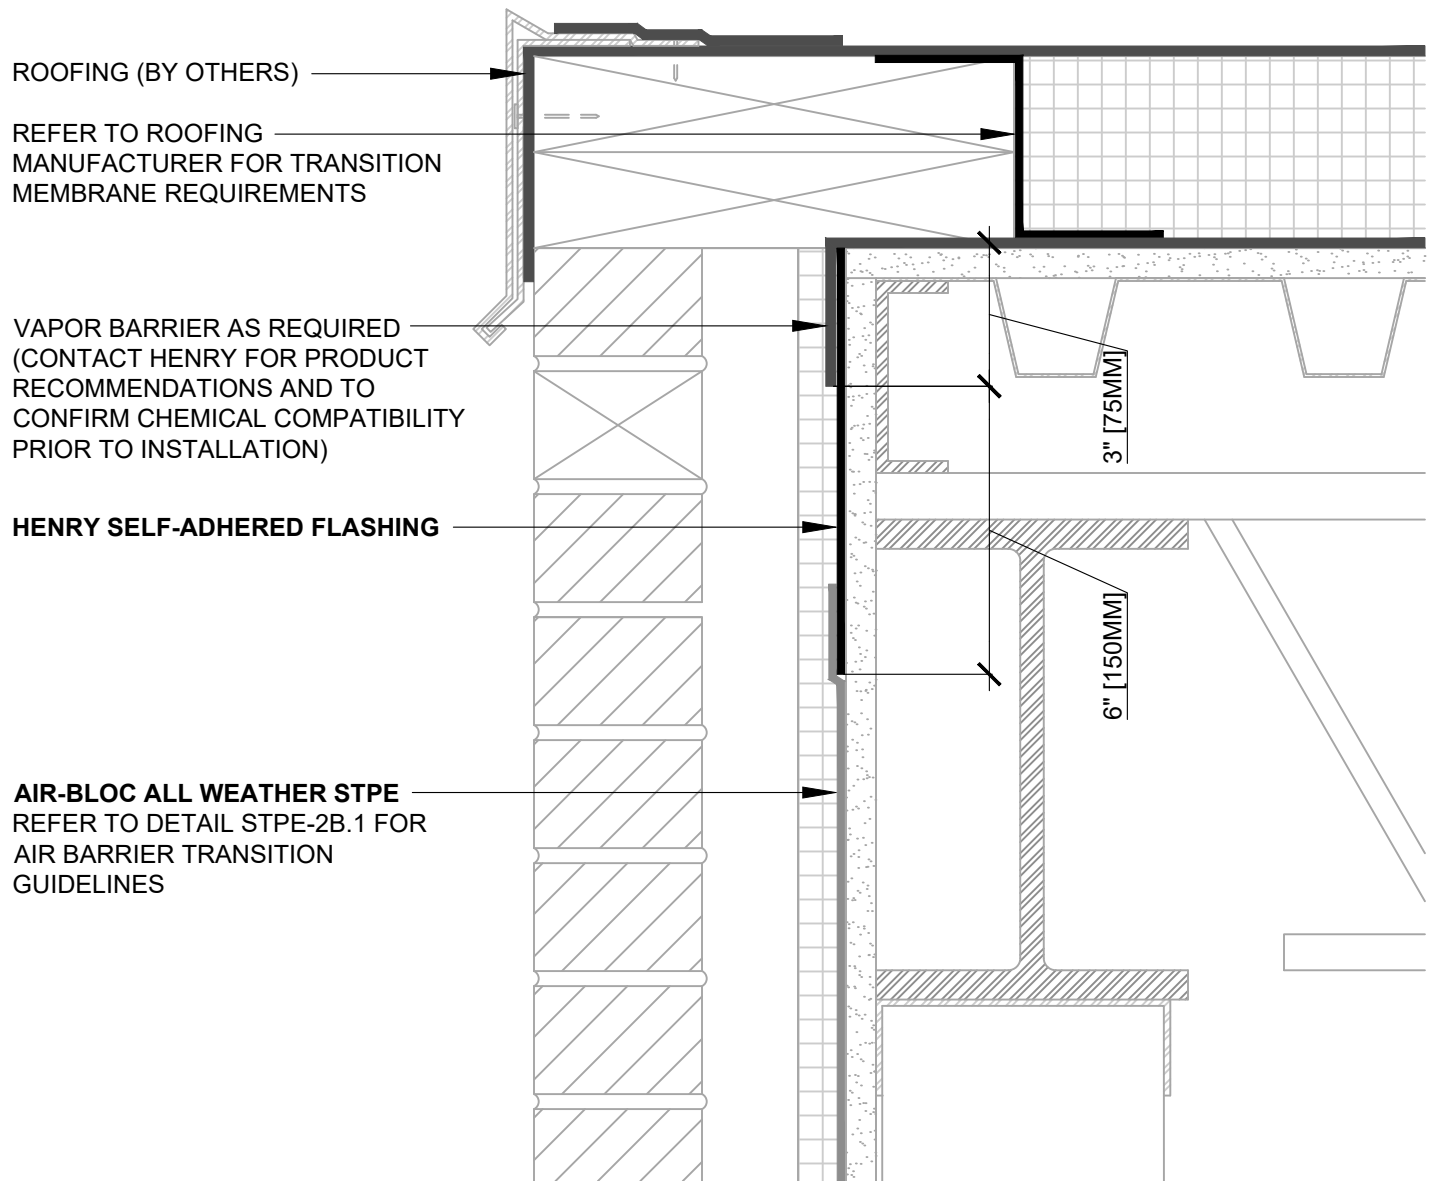 ROOFING (BY OTHERS)
REFER TO ROOFING
MANUFACTURER FOR TRANSITION
MEMBRANE REQUIREMENTS
VAPOR BARRIER AS REQUIRED
(CONTACT HENRY FOR PRODUCT
RECOMMENDATIONS AND TO
CONFIRM CHEMICAL COMPATIBILITY
PRIOR TO INSTALLATION)
3" [75MM]
HENRY SELF-ADHERED FLASHING
6" [150MM]
AIR-BLOC ALL WEATHER STPE
REFER TO DETAIL STPE-2B.1 FOR
AIR BARRIER TRANSITION
GUIDELINES